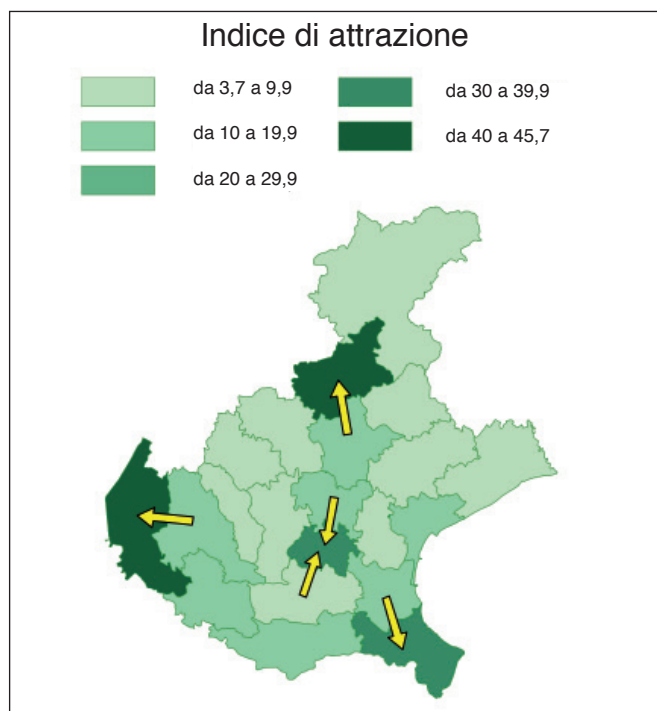 Indice di attrazione
da 3,7 a 9,9
da 10 a 19,9
da 20 a 29,9
da 30 a 39,9
da 40 a 45,7